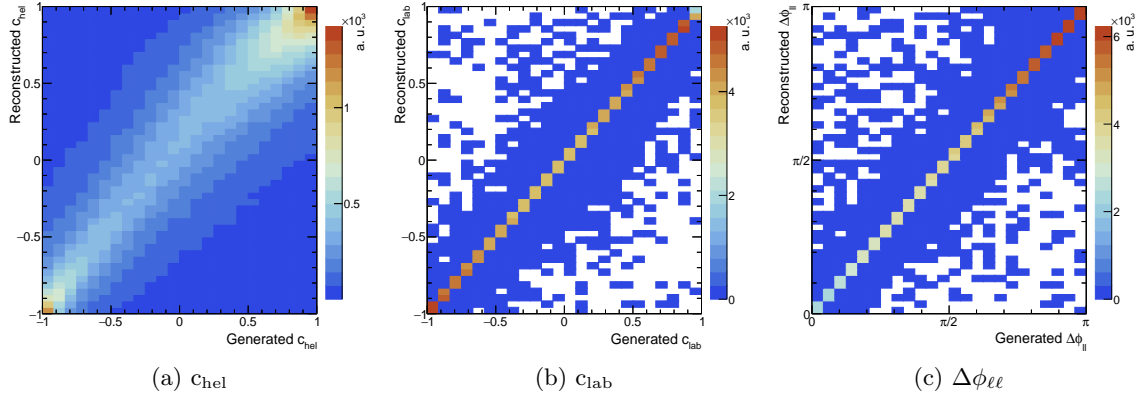 Reconstructed c_hel
1
0.5
0
−0.5
−1
−1
−0.5
0
0.5
1
Generated c_hel
×10³
a. u.
1
0.5
(a) c_hel
Reconstructed c_lab
1
0.5
0
−0.5
−1
−1
−0.5
0
0.5
1
Generated c_lab
×10³
a. u.
4
2
0
(b) c_lab
Reconstructed Δϕ_ll
π
π/2
0
0
π/2
π
Generated Δϕ_ll
×10³
a. u.
6
4
2
0
(c) Δϕ_ℓℓ